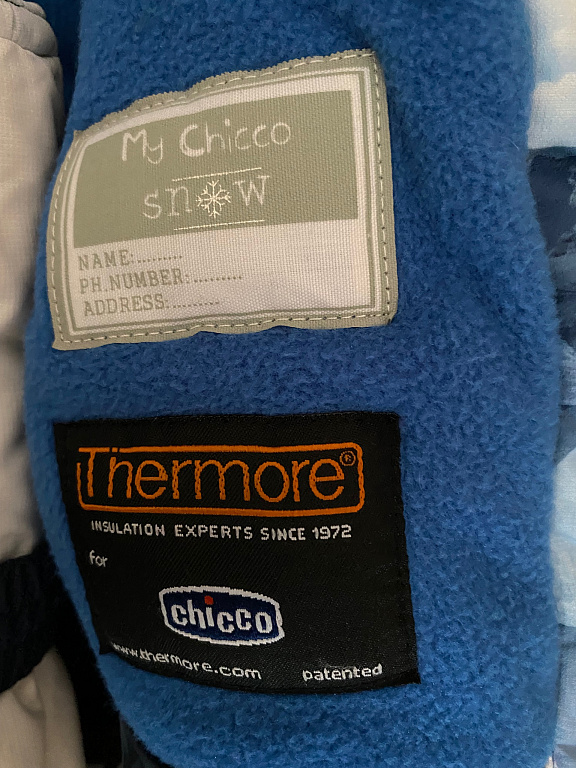 My Chicco
snow
NAME:.........
PH.NUMBER:.........
ADDRESS:.........
Thermore®
INSULATION EXPERTS SINCE 1972
for
chicco
www.thermore.com
patented